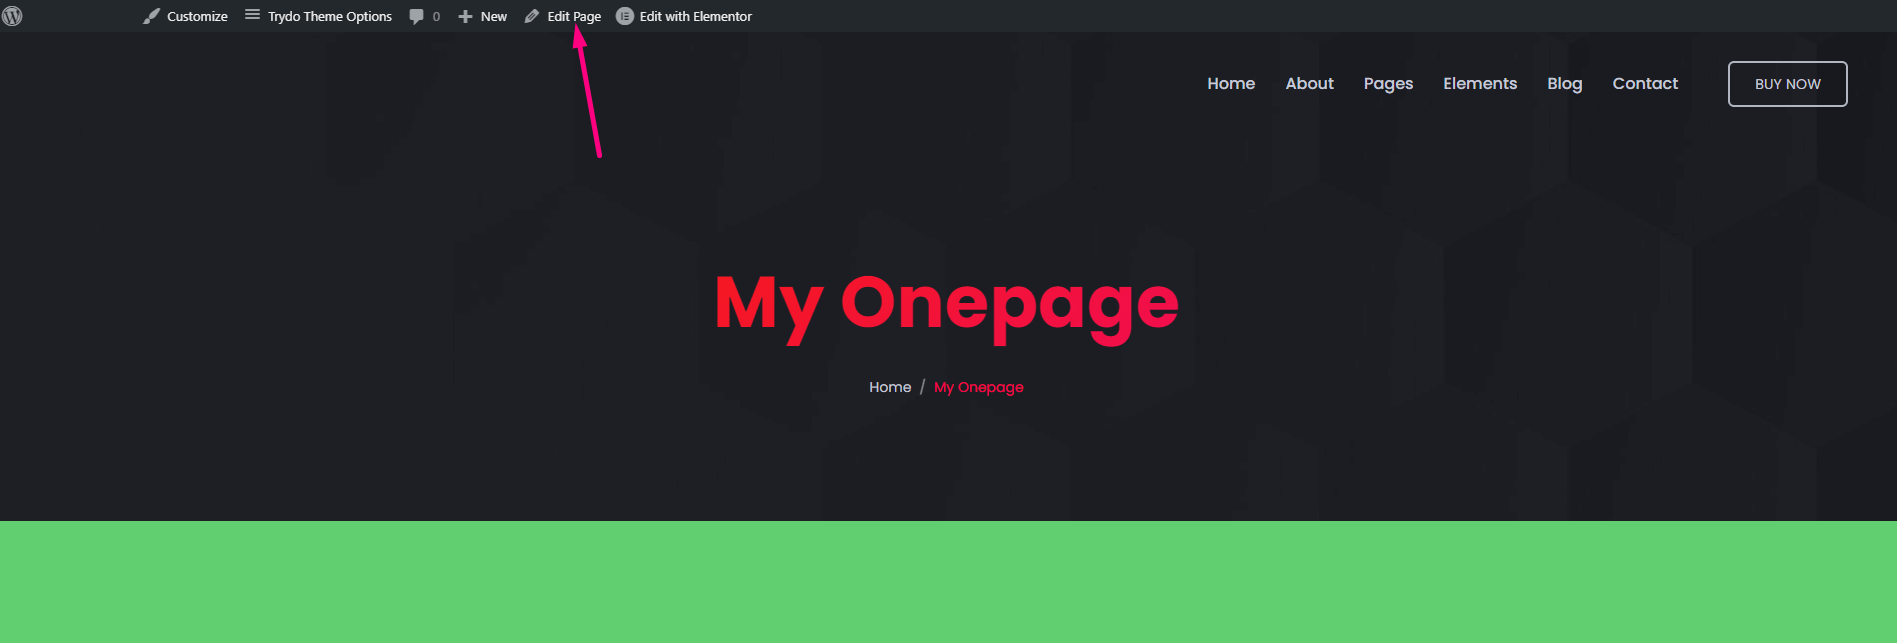 Customize Trydo Theme Options 0 New Edit Page Edit with Elementor
Home About Pages Elements Blog Contact BUY NOW
My Onepage
Home / My Onepage